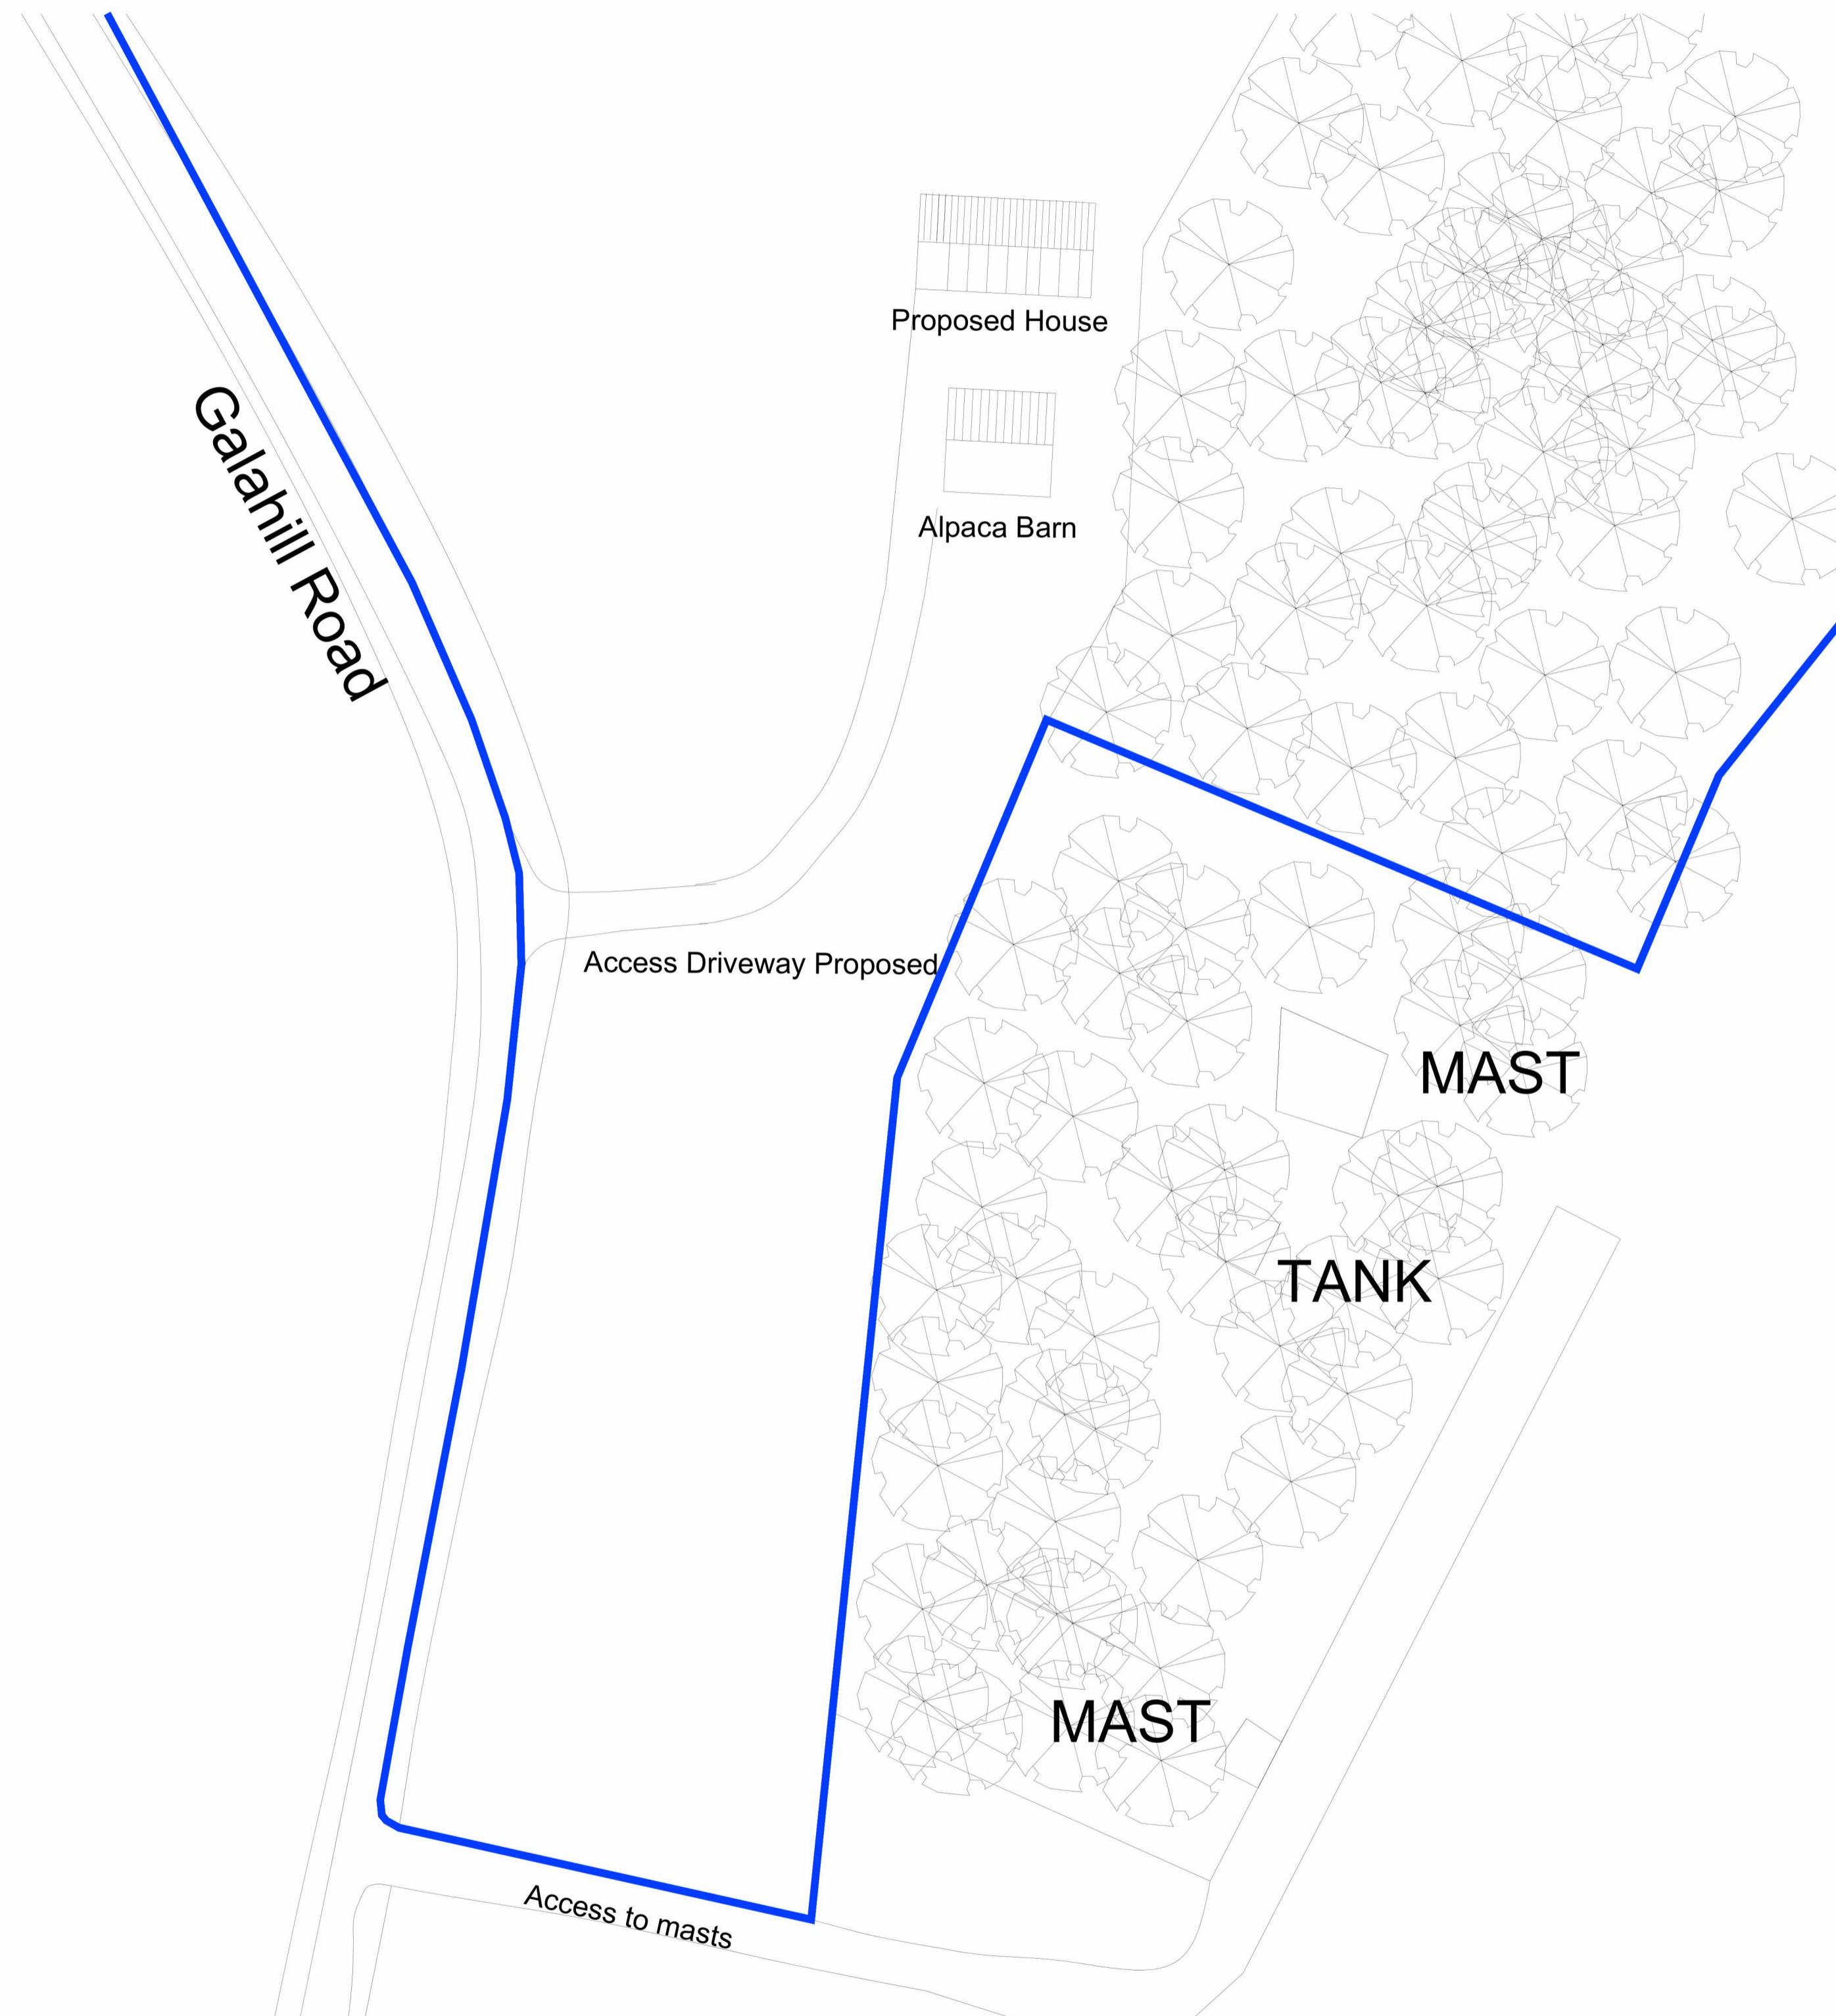 Proposed House
Galahill Road
Alpaca Barn
Access Driveway Proposed
MAST
TANK
MAST
Access to masts